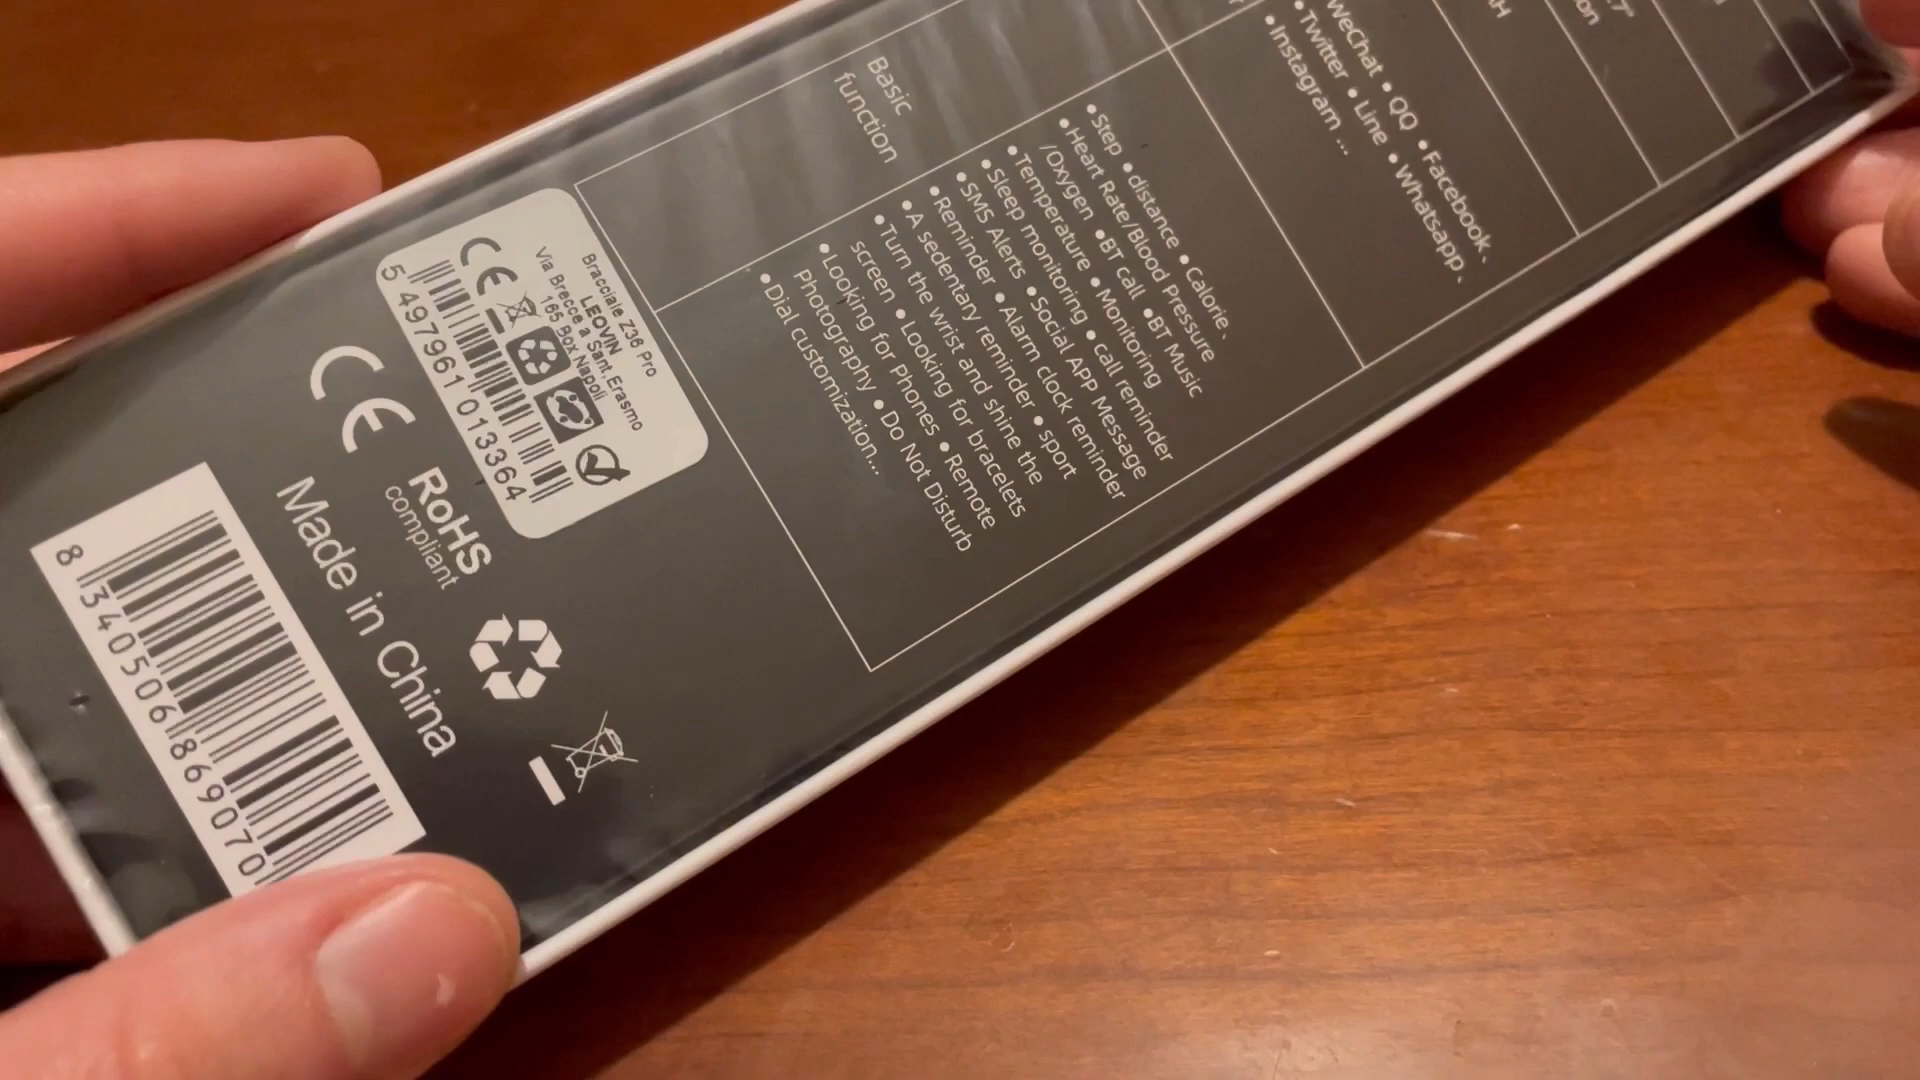 WeChat • QQ • Facebook、
• Twitter • Line • Whatsapp、
• Instagram ...
Basic
function
• Step • distance • Calorie、
• Heart Rate/Blood Pressure
/Oxygen • BT call • BT Music
• Temperature • Monitoring
• Sleep monitoring • call reminder
• SMS Alerts • Social APP Message
• Reminder • Alarm clock reminder
• A sedentary reminder • sport
• Turn the wrist and shine the
screen • Looking for bracelets
• Looking for Phones • Remote
Photography • Do Not Disturb
• Dial customization...
Bracciale Z36 Pro
LEOVIN
Via Brecce a Sant,Erasmo
165 Box Napoli
CE
5 497961 013364
CE
RoHS
compliant
Made in China
8 340506 869070